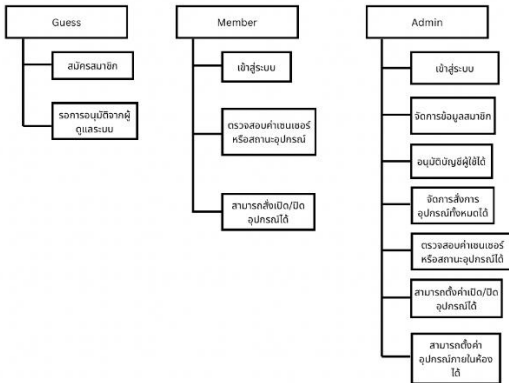 Guess
สมัครสมาชิก
รอการอนุมัติจากผู้
ดูแลระบบ
Member
เข้าสู่ระบบ
ตรวจสอบค่าเซนเซอร์
หรือสถานะอุปกรณ์
สามารถสั่งเปิด/ปิด
อุปกรณ์ได้
Admin
เข้าสู่ระบบ
จัดการข้อมูลสมาชิก
อนุมัติบัญชีผู้ใช้ได้
จัดการสั่งการ
อุปกรณ์ทั้งหมดได้
ตรวจสอบค่าเซนเซอร์
หรือสถานะอุปกรณ์ได้
สามารถตั้งค่าเปิด/ปิด
อุปกรณ์ได้
สามารถตั้งค่า
อุปกรณ์ภายในห้อง
ได้